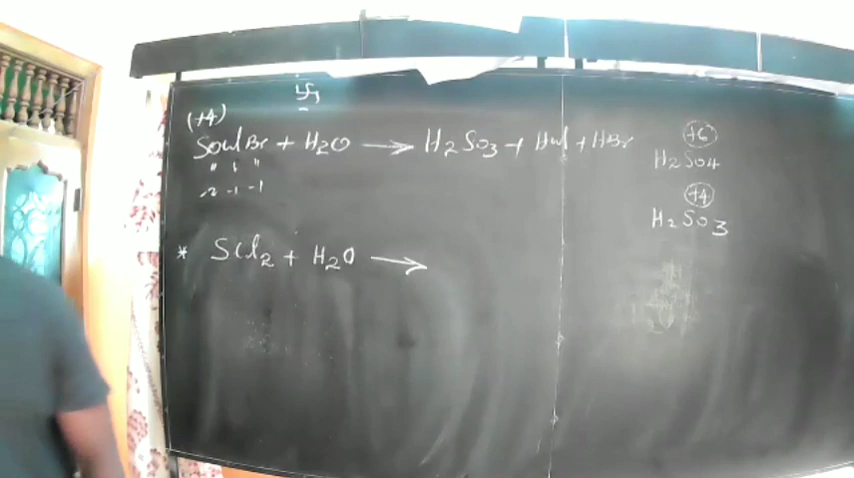 (+4)
SOClBr + H2O → H2SO3 + HCl + HBr
-2 -1 -1
* SCl2 + H2O →
+6
H2SO4
+4
H2SO3